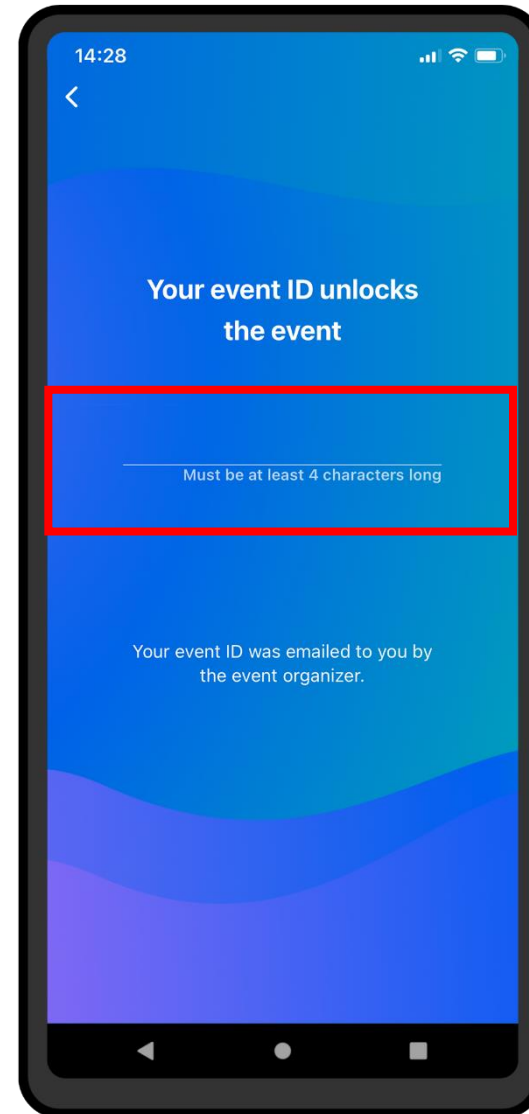 14:28
Your event ID unlocks
the event
Must be at least 4 characters long
Your event ID was emailed to you by
the event organizer.